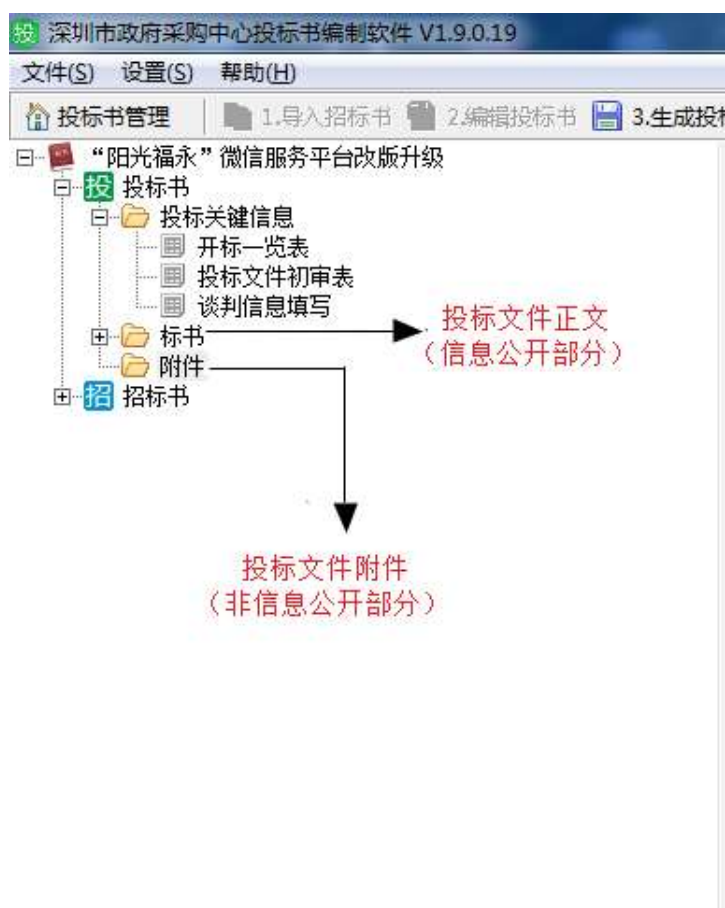 投 深圳市政府采购中心投标书编制软件 V1.9.0.19
文件(S) 设置(S) 帮助(H)
投标书管理 1.导入招标书 2.编辑投标书 3.生成投标
“阳光福永”微信服务平台改版升级
投 投标书
投标关键信息
开标一览表
投标文件初审表
谈判信息填写
标书
投标文件正文
（信息公开部分）
附件
招 招标书
投标文件附件
（非信息公开部分）